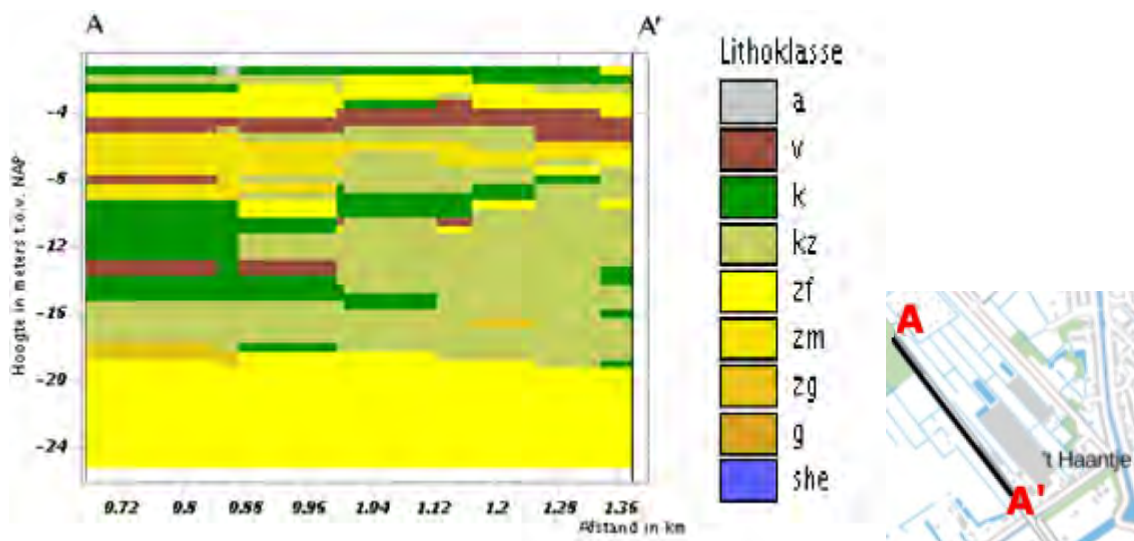 A
A'
Hoogte in meters t.o.v. NAP
-4
-8
-12
-16
-20
-24
0.72 0.8 0.88 0.96 1.04 1.12 1.2 1.28 1.36
Afstand in km
Lithoklasse
a
v
k
kz
zf
zm
zg
g
she
A
't Haantje
A'